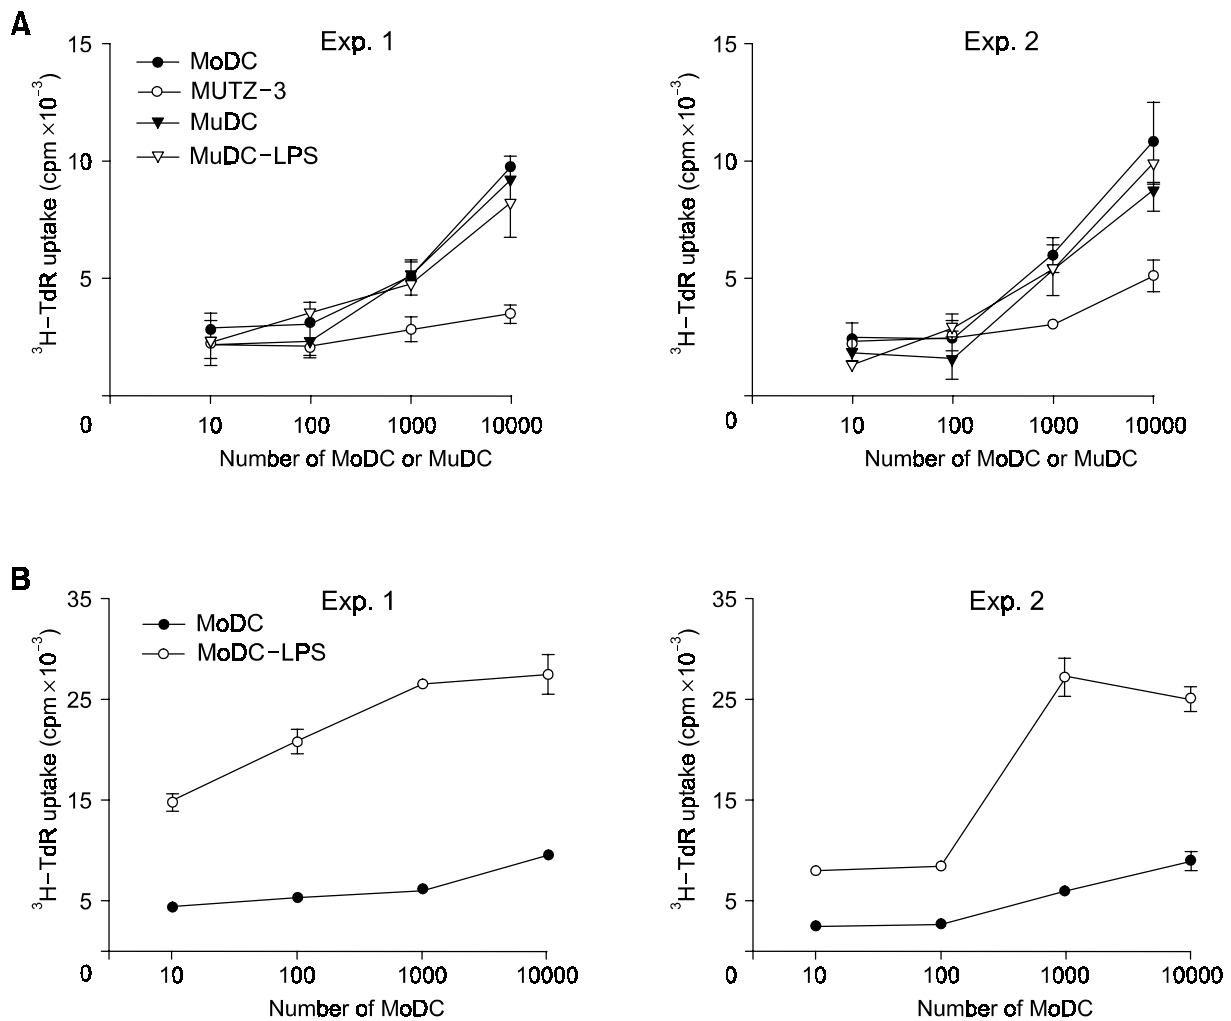 A
Exp. 1
15
10
5
0
³H−TdR uptake (cpm ×10⁻³)
MoDC
MUTZ−3
MuDC
MuDC−LPS
10 100 1000 10000
Number of MoDC or MuDC
Exp. 2
15
10
5
0
³H−TdR uptake (cpm ×10⁻³)
10 100 1000 10000
Number of MoDC or MuDC
B
Exp. 1
35
25
15
5
0
³H−TdR uptake (cpm ×10⁻³)
MoDC
MoDC−LPS
10 100 1000 10000
Number of MoDC
Exp. 2
35
25
15
5
0
³H−TdR uptake (cpm ×10⁻³)
10 100 1000 10000
Number of MoDC